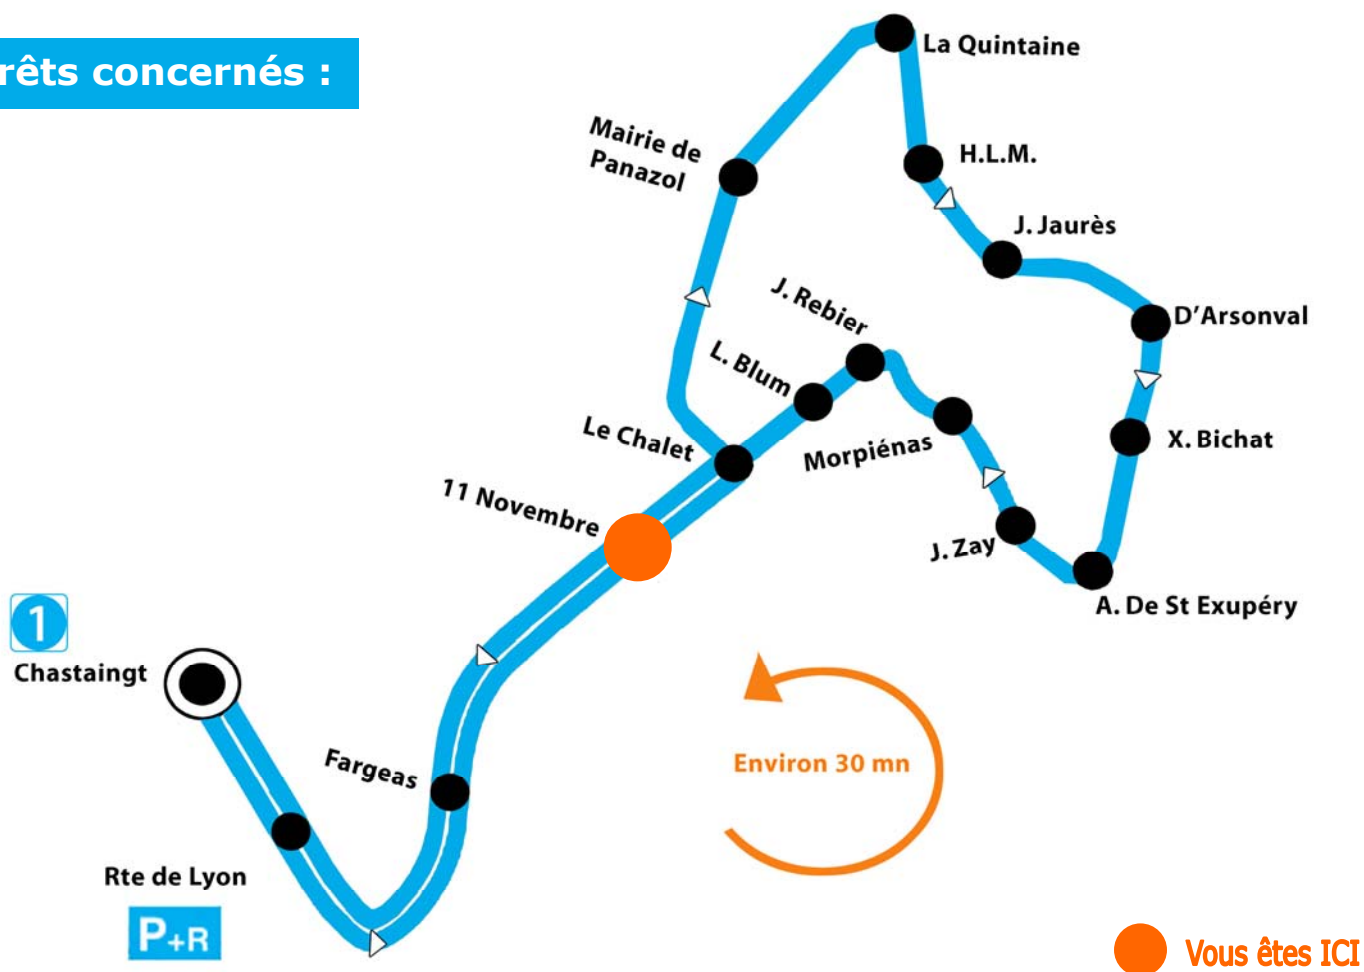 rêts concernés :
La Quintaine
Mairie de
Panazol
H.L.M.
J. Jaurès
J. Rebier
D'Arsonval
L. Blum
Le Chalet
Morpiénas
X. Bichat
11 Novembre
J. Zay
A. De St Exupéry
1
Chastaingt
Fargeas
Environ 30 mn
Rte de Lyon
P+R
Vous êtes ICI